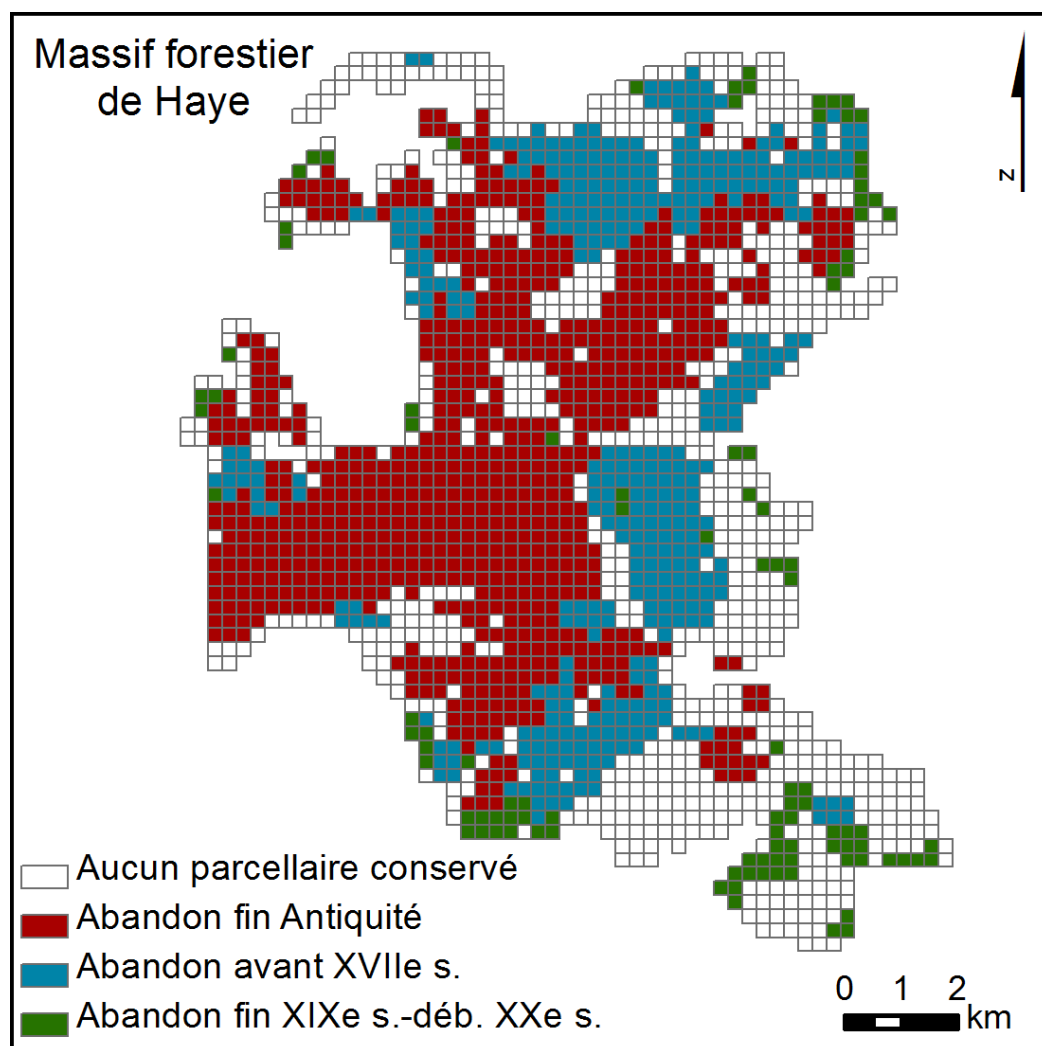 Massif forestier
de Haye
z
Aucun parcellaire conservé
Abandon fin Antiquité
Abandon avant XVIIe s.
Abandon fin XIXe s.-déb. XXe s.
0 1 2
km